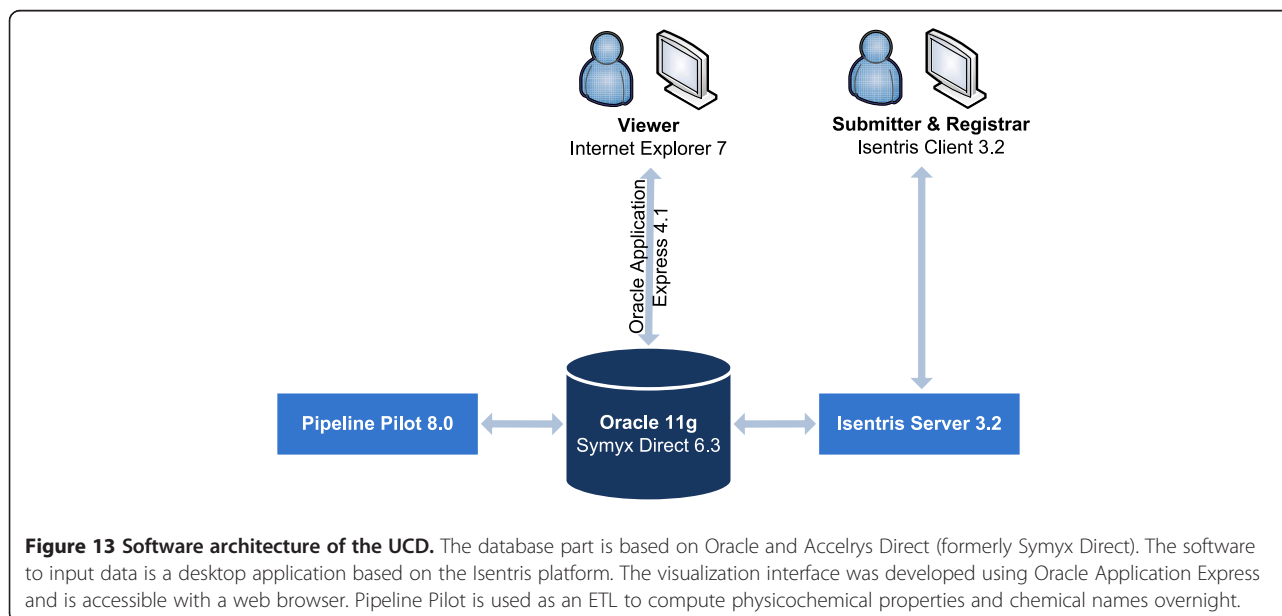 Viewer
Internet Explorer 7
Submitter & Registrar
Isentris Client 3.2
Oracle Application
Express 4.1
Pipeline Pilot 8.0
Oracle 11g
Symyx Direct 6.3
Isentris Server 3.2
Figure 13 Software architecture of the UCD. The database part is based on Oracle and Accelrys Direct (formerly Symyx Direct). The software
to input data is a desktop application based on the Isentris platform. The visualization interface was developed using Oracle Application Express
and is accessible with a web browser. Pipeline Pilot is used as an ETL to compute physicochemical properties and chemical names overnight.